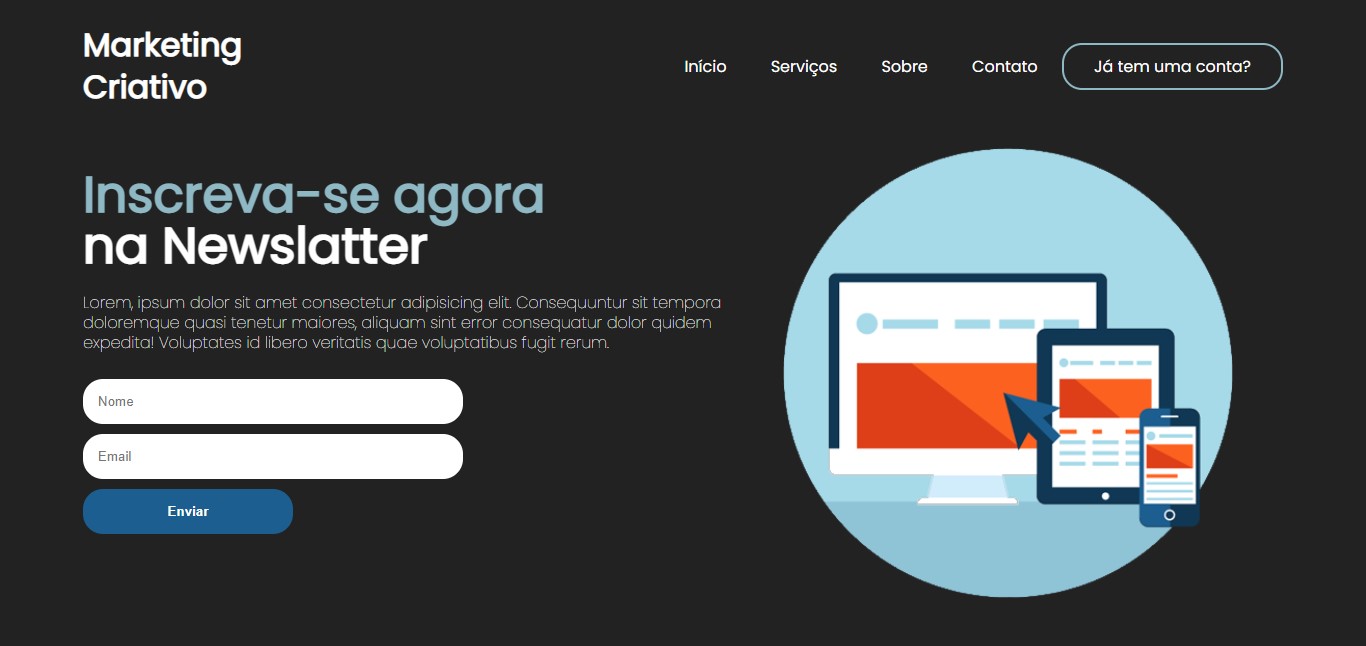 Marketing
Criativo
Início Serviços Sobre Contato Já tem uma conta?
Inscreva-se agora
na Newslatter
Lorem, ipsum dolor sit amet consectetur adipisicing elit. Consequuntur sit tempora
doloremque quasi tenetur maiores, aliquam sint error consequatur dolor quidem
expedita! Voluptates id libero veritatis quae voluptatibus fugit rerum.
Nome
Email
Enviar